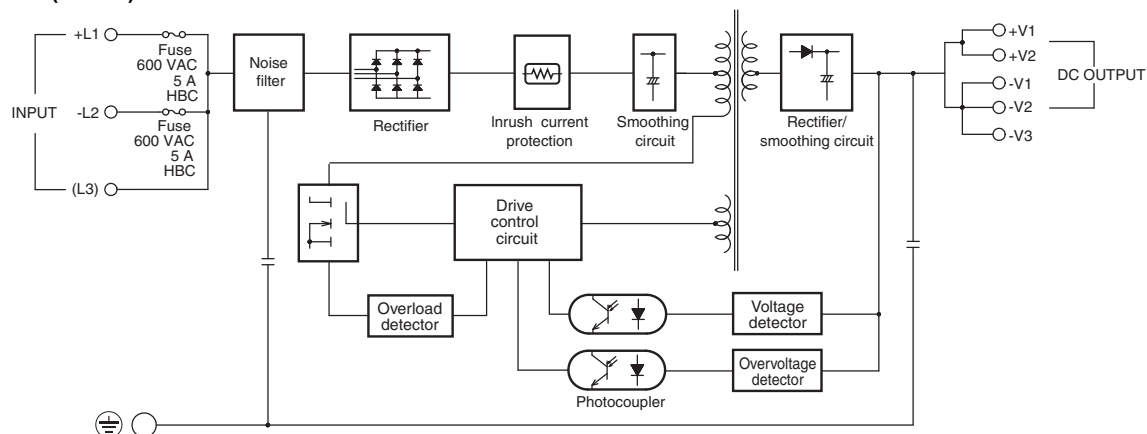 +L1
Fuse
600 VAC
5 A
HBC
INPUT
-L2
Fuse
600 VAC
5 A
HBC
(L3)
Noise
filter
Rectifier
Inrush current
protection
Smoothing
circuit
Rectifier/
smoothing circuit
+V1
+V2
-V1
-V2
-V3
DC OUTPUT
Drive
control
circuit
Overload
detector
Voltage
detector
Overvoltage
detector
Photocoupler